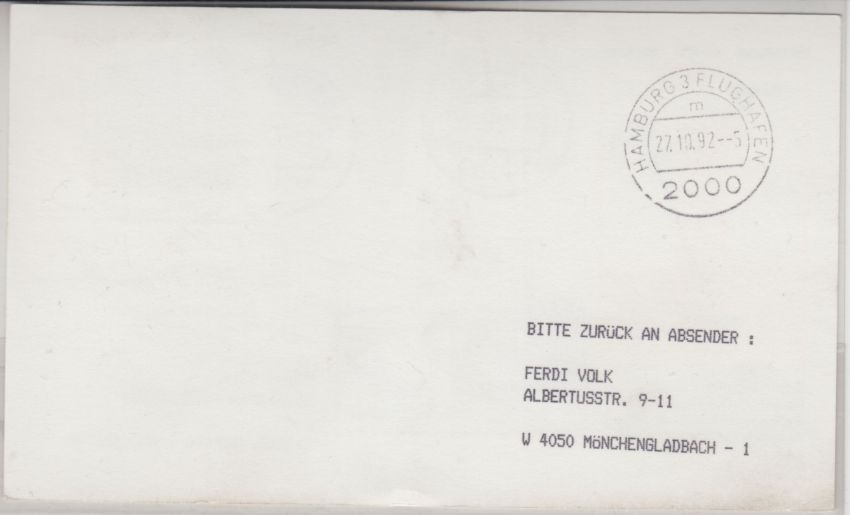 HAMBURG 3 FLUGHAFEN
m
27.10.92--5
2000
BITTE ZURüCK AN ABSENDER :
FERDI VOLK
ALBERTUSSTR. 9-11
W 4050 MöNCHENGLADBACH - 1